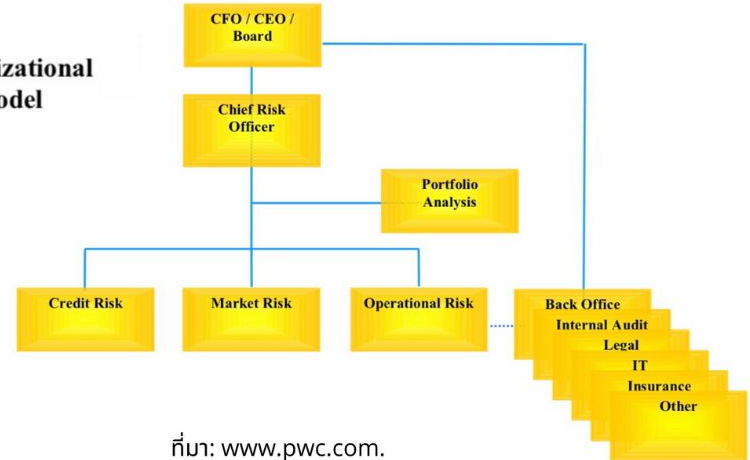 CFO / CEO /
Board
izational
odel
Chief Risk
Officer
Portfolio
Analysis
Credit Risk
Market Risk
Operational Risk
Back Office
Internal Audit
Legal
IT
Insurance
Other
ที่มา: www.pwc.com.